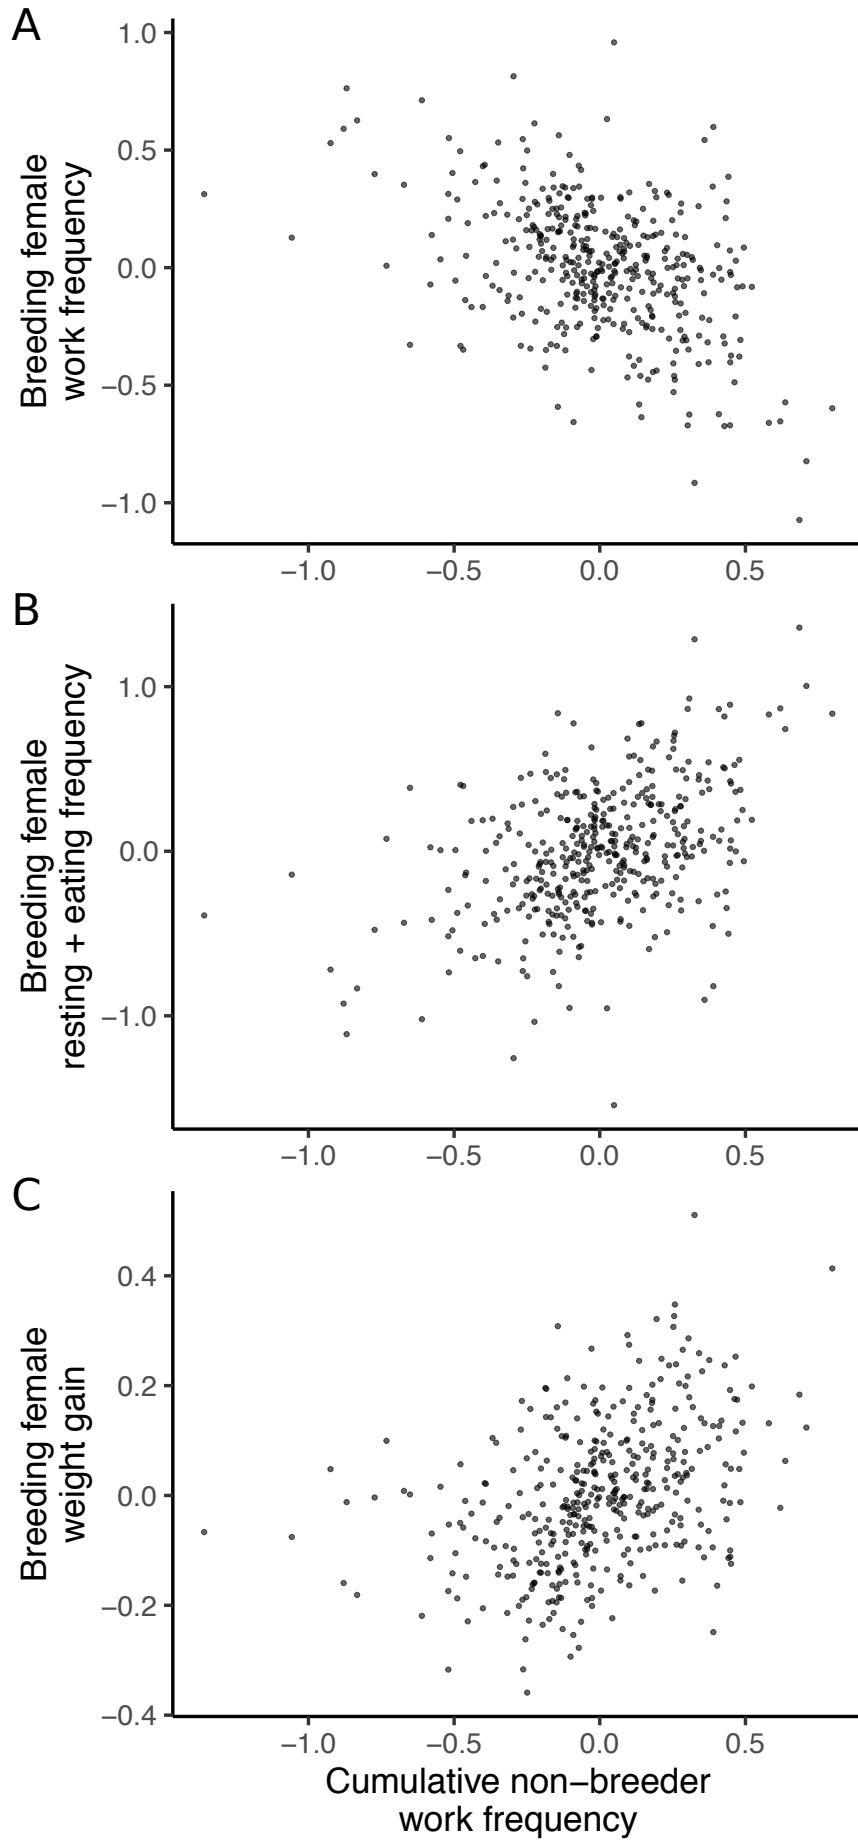 A
Breeding female
work frequency
1.0
0.5
0.0
−0.5
−1.0
−1.0 −0.5 0.0 0.5
B
Breeding female
resting + eating frequency
1.0
0.0
−1.0
−1.0 −0.5 0.0 0.5
C
Breeding female
weight gain
0.4
0.2
0.0
−0.2
−0.4
−1.0 −0.5 0.0 0.5
Cumulative non−breeder
work frequency